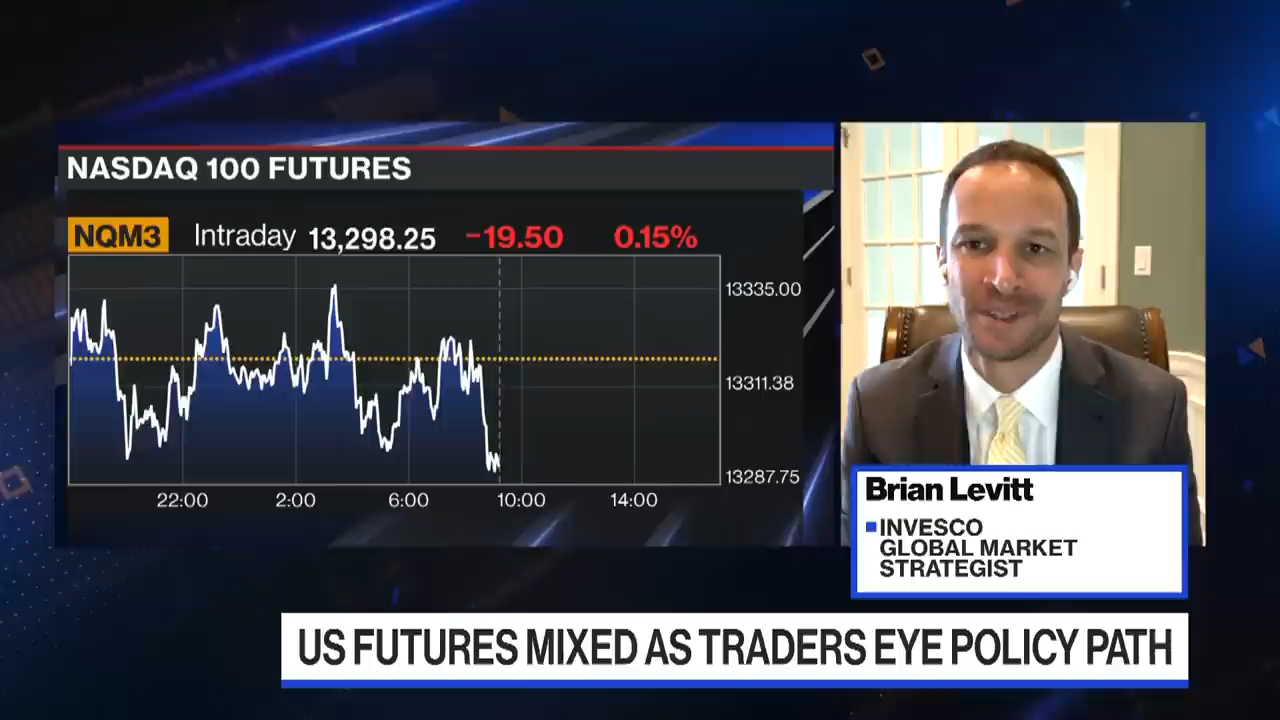 NASDAQ 100 FUTURES
NQM3 Intraday 13,298.25 -19.50 0.15%
13335.00
13311.38
13287.75
22:00 2:00 6:00 10:00 14:00
Brian Levitt
INVESCO
GLOBAL MARKET
STRATEGIST
US FUTURES MIXED AS TRADERS EYE POLICY PATH